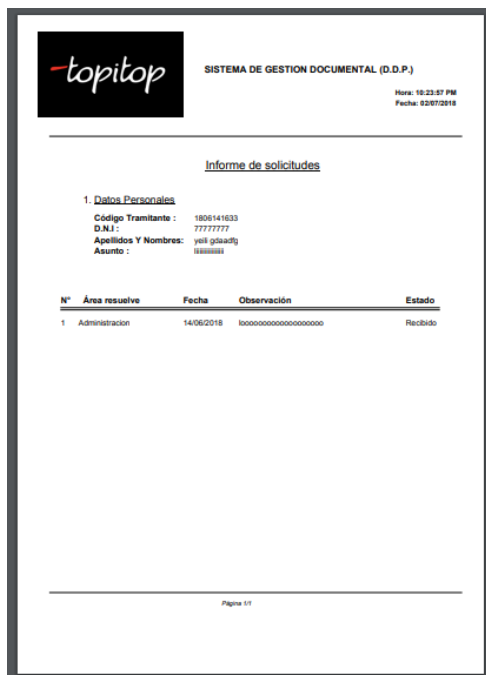 topitop
SISTEMA DE GESTION DOCUMENTAL (D.D.P.)
Hora: 10:23:57 PM
Fecha: 02/07/2018
Informe de solicitudes
1. Datos Personales
Código Tramitante : 1806141633
D.N.I : 77777777
Apellidos Y Nombres: yeili gdaadfg
Asunto :
N° Área resuelve Fecha Observación Estado
1 Administracion 14/06/2018 Recibido
Página 1/1